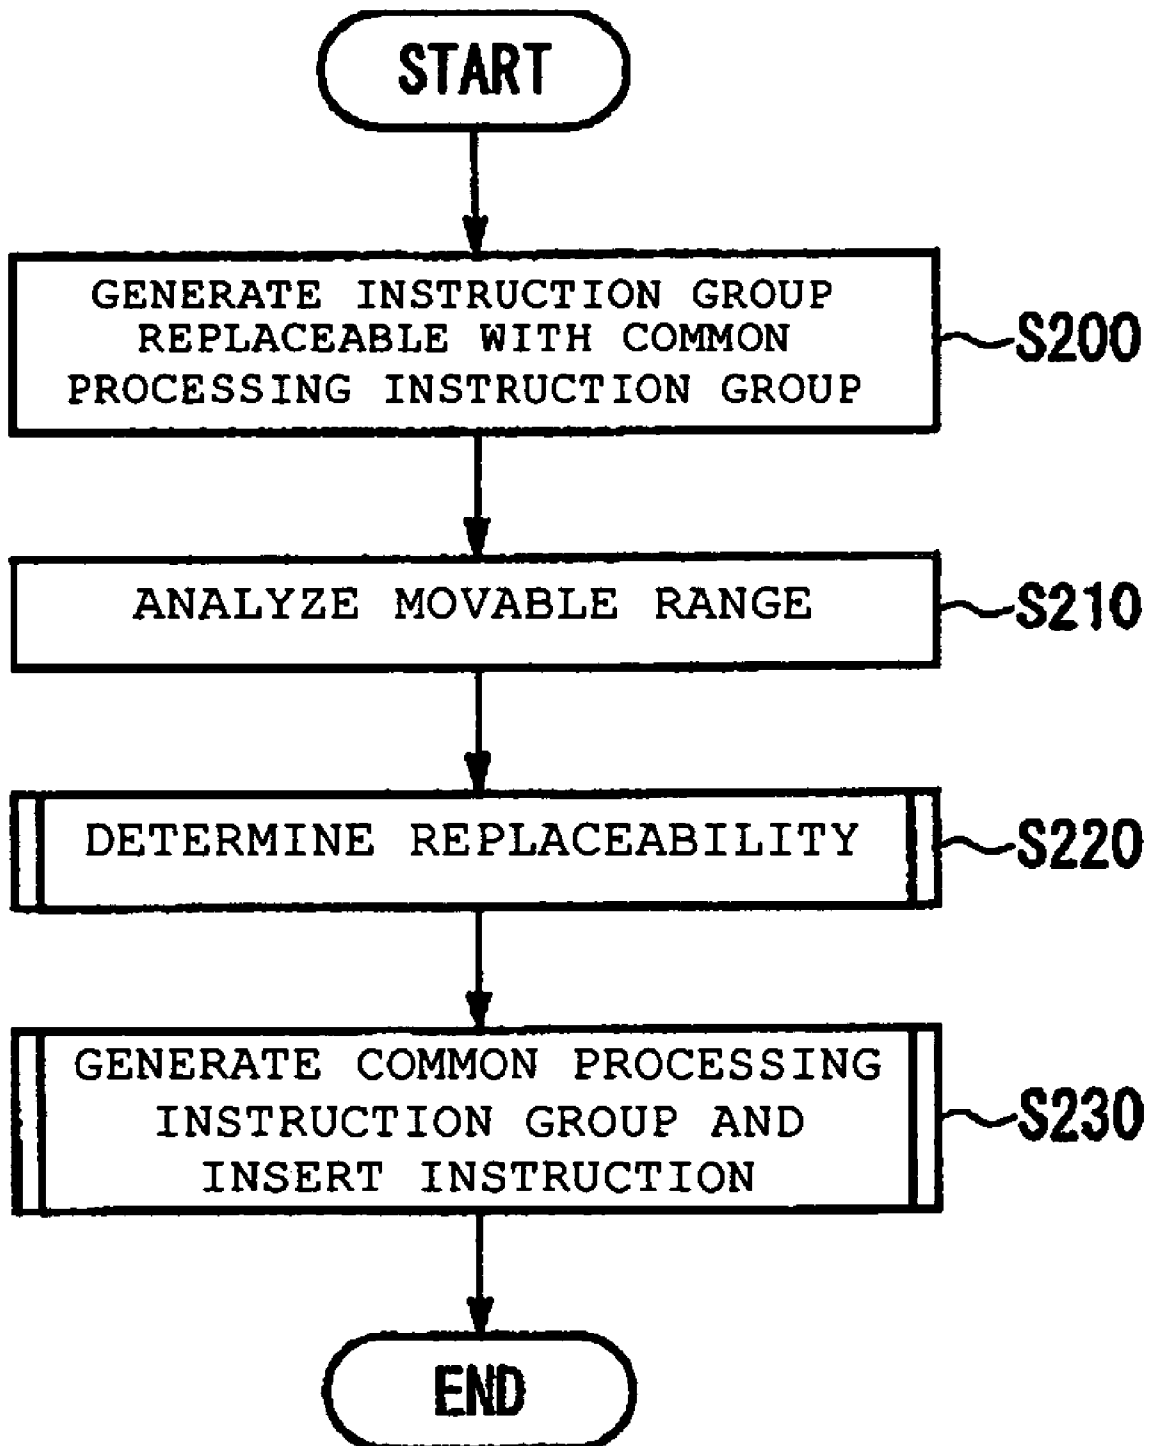 START
GENERATE INSTRUCTION GROUP
REPLACEABLE WITH COMMON
PROCESSING INSTRUCTION GROUP
S200
ANALYZE MOVABLE RANGE
S210
DETERMINE REPLACEABILITY
S220
GENERATE COMMON PROCESSING
INSTRUCTION GROUP AND
INSERT INSTRUCTION
S230
END